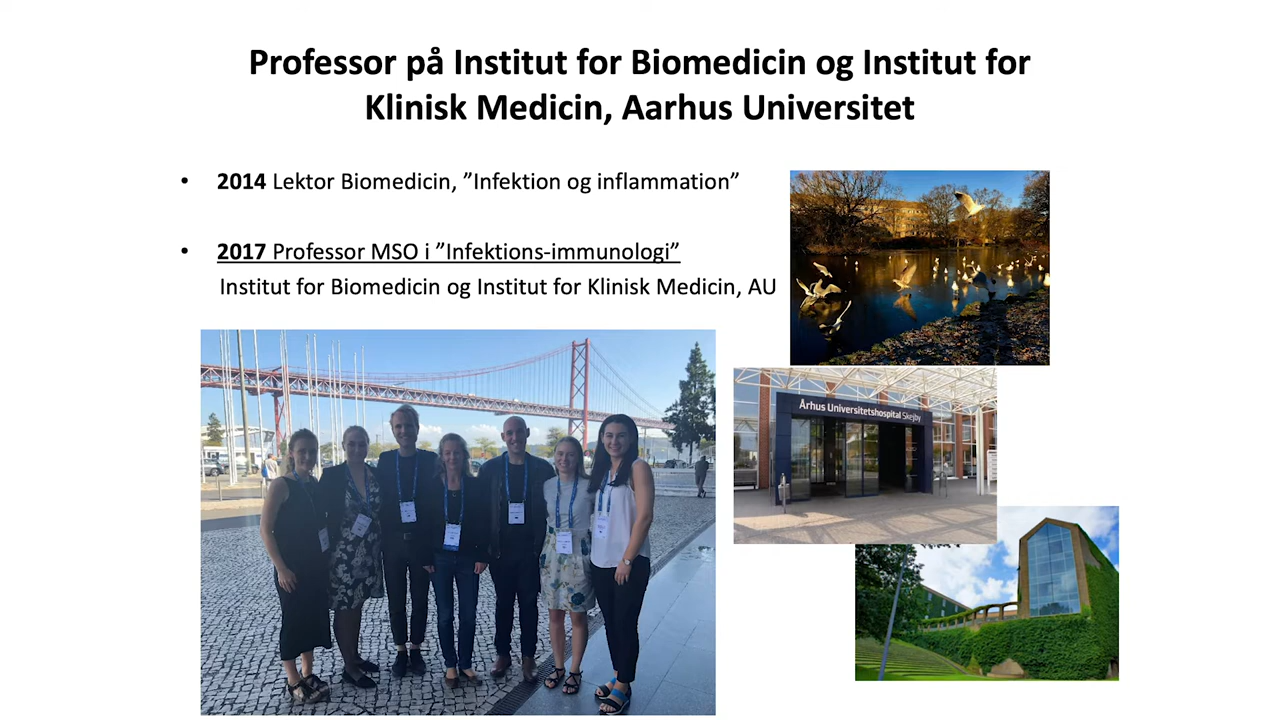 Professor på Institut for Biomedicin og Institut for
Klinisk Medicin, Aarhus Universitet
• 2014 Lektor Biomedicin, ”Infektion og inflammation”
• 2017 Professor MSO i ”Infektions-immunologi”
Institut for Biomedicin og Institut for Klinisk Medicin, AU
Århus Universitetshospital Skejby